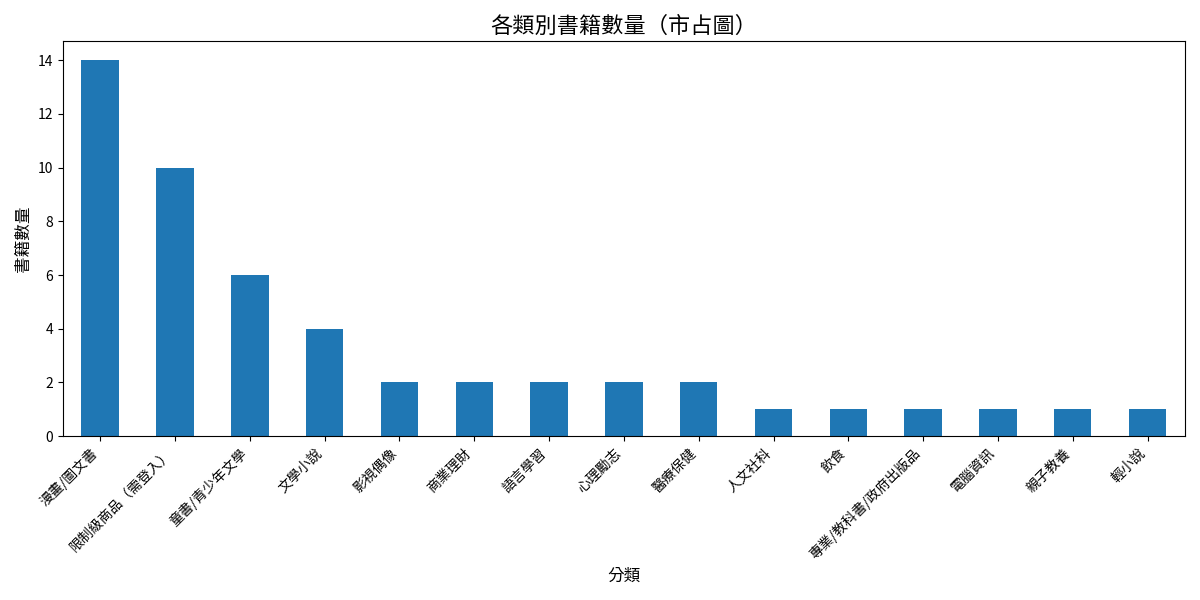 各類別書籍數量（市占圖）
書籍數量
14
12
10
8
6
4
2
0
漫畫/圖文書
限制級商品（需登入）
童書/青少年文學
文學小說
影視偶像
商業理財
語言學習
心理勵志
醫療保健
人文社科
飲食
專業/教科書/政府出版品
電腦資訊
親子教養
輕小說
分類